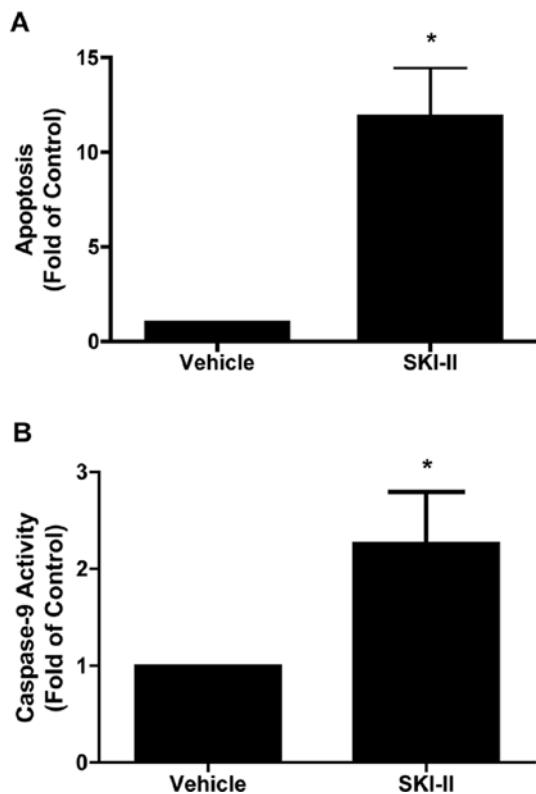 A
*
15
10
5
0
Apoptosis
(Fold of Control)
Vehicle SKI-II
B
*
3
2
1
0
Caspase-9 Activity
(Fold of Control)
Vehicle SKI-II